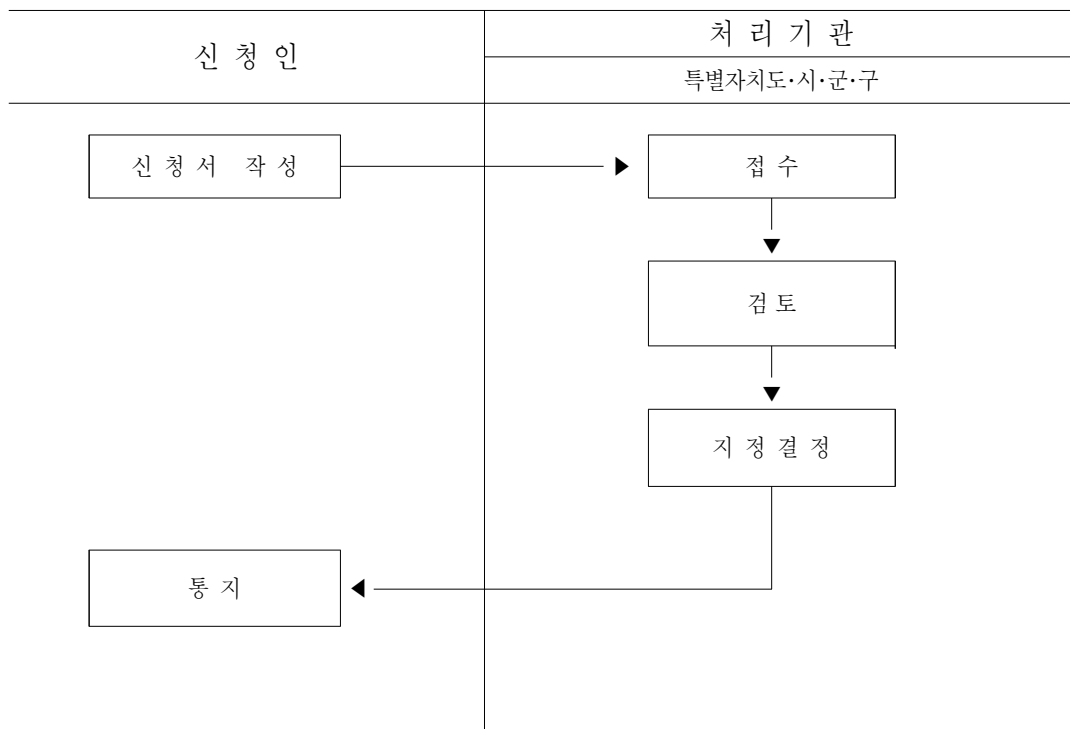 신 청 인
처 리 기 관
특별자치도·시·군·구
신 청 서 작 성
접 수
검 토
지 정 결 정
통 지